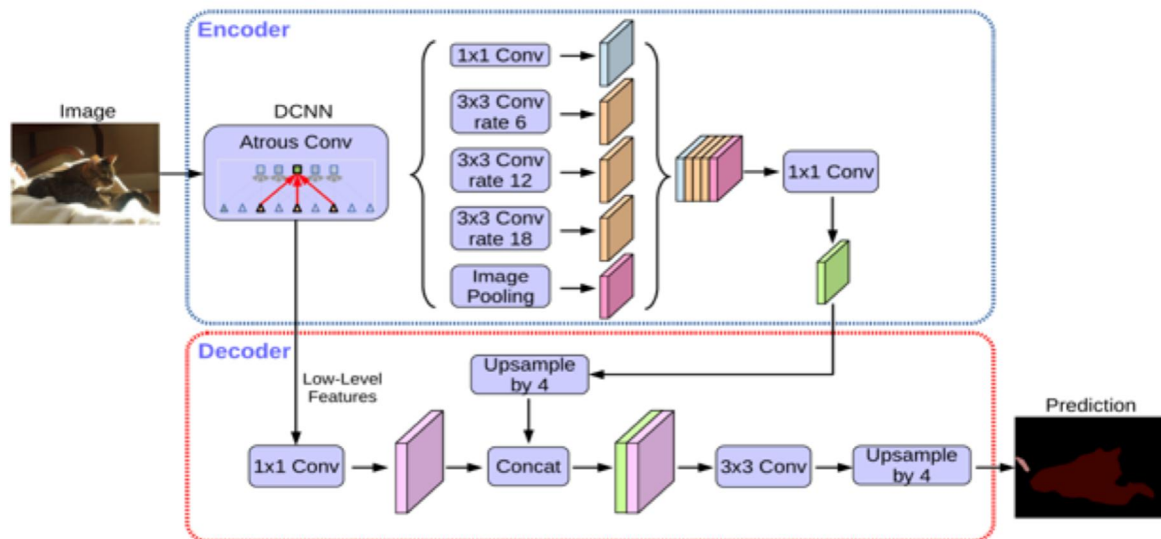 Encoder
Image
DCNN
Atrous Conv
1x1 Conv
3x3 Conv
rate 6
3x3 Conv
rate 12
3x3 Conv
rate 18
Image
Pooling
1x1 Conv
Decoder
Low-Level
Features
Upsample
by 4
1x1 Conv
Concat
3x3 Conv
Upsample
by 4
Prediction